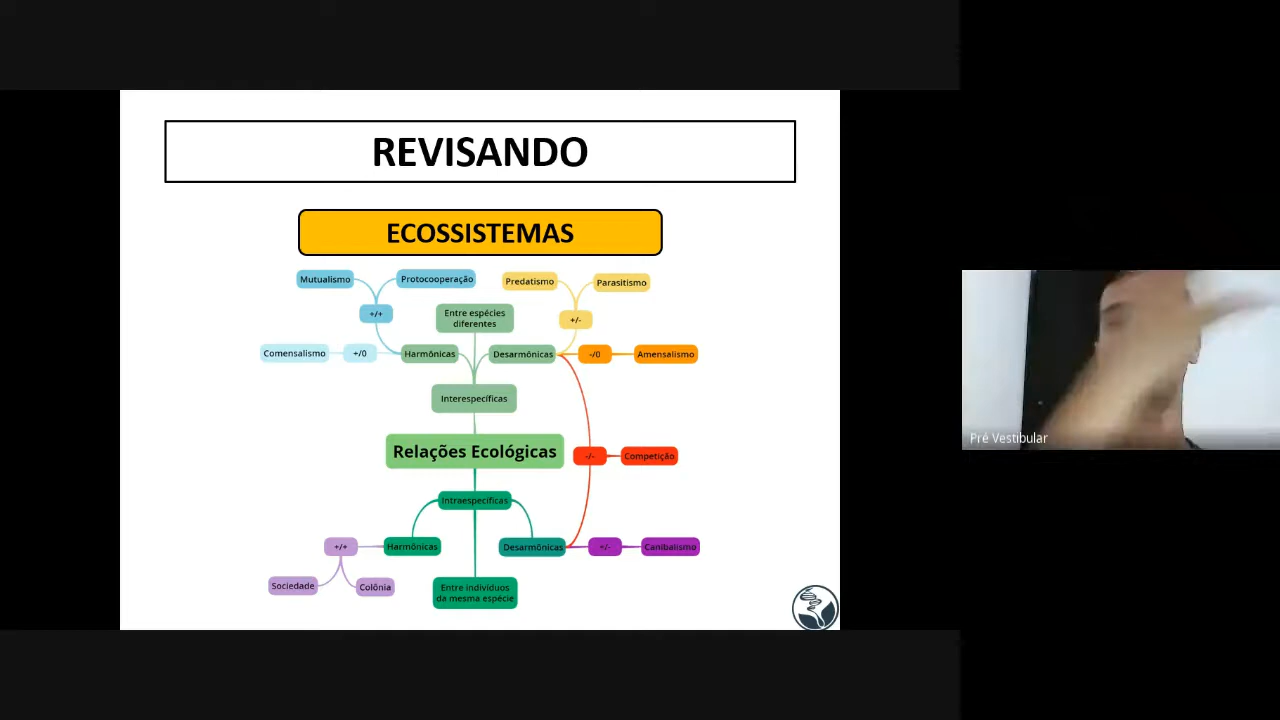 REVISANDO
ECOSSISTEMAS
Mutualismo
Protocooperação
Predatismo
Parasitismo
+/+
Entre espécies
diferentes
+/-
Comensalismo
+/0
Harmônicas
Desarmônicas
-/0
Amensalismo
Interespecíficas
Relações Ecológicas
-/-
Competição
Pré Vestibular
Intraespecíficas
+/+
Harmônicas
Desarmônicas
+/-
Canibalismo
Sociedade
Colônia
Entre indivíduos
da mesma espécie